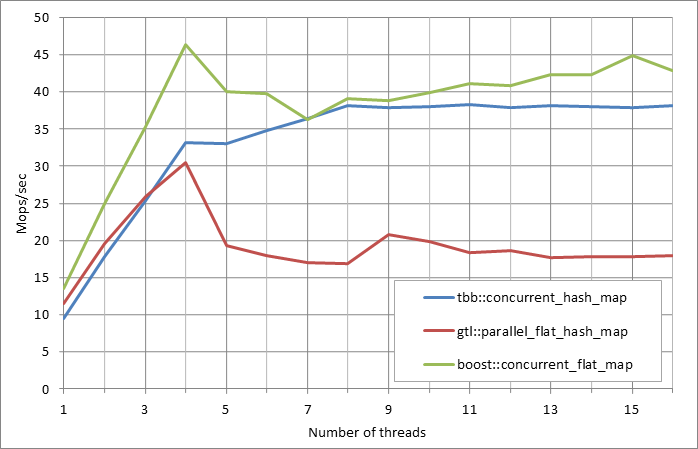 50
45
40
35
30
25
20
15
10
5
0
Mops/sec
tbb::concurrent_hash_map
gtl::parallel_flat_hash_map
boost::concurrent_flat_map
1 3 5 7 9 11 13 15
Number of threads